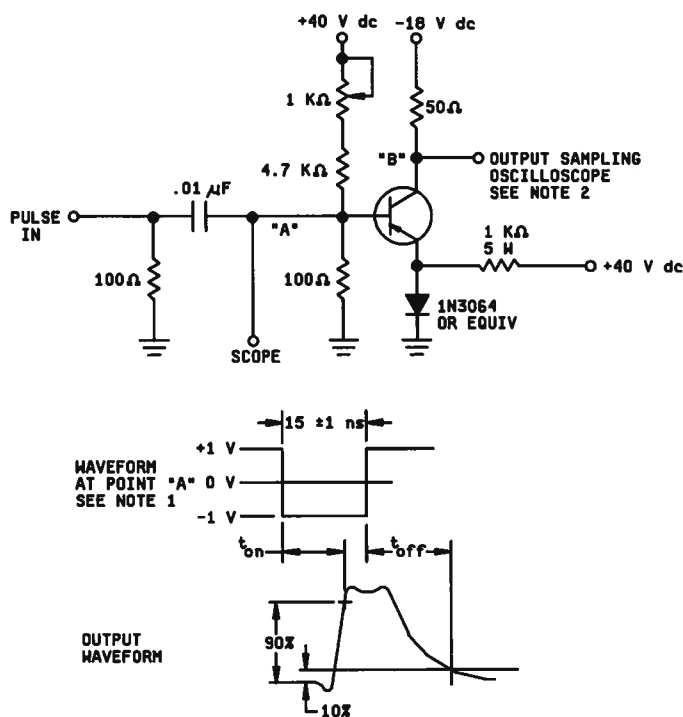 +40 V dc
-18 V dc
1 KΩ
50Ω
4.7 KΩ
"B"
OUTPUT SAMPLING
OSCILLOSCOPE
SEE NOTE 2
.01 µF
PULSE
IN
"A"
1 KΩ
5 W
+40 V dc
100Ω
100Ω
1N3064
OR EQUIV
SCOPE
15 ±1 ns
+1 V
WAVEFORM
AT POINT "A" 0 V
SEE NOTE 1
-1 V
ton
toff
90%
OUTPUT
WAVEFORM
10%